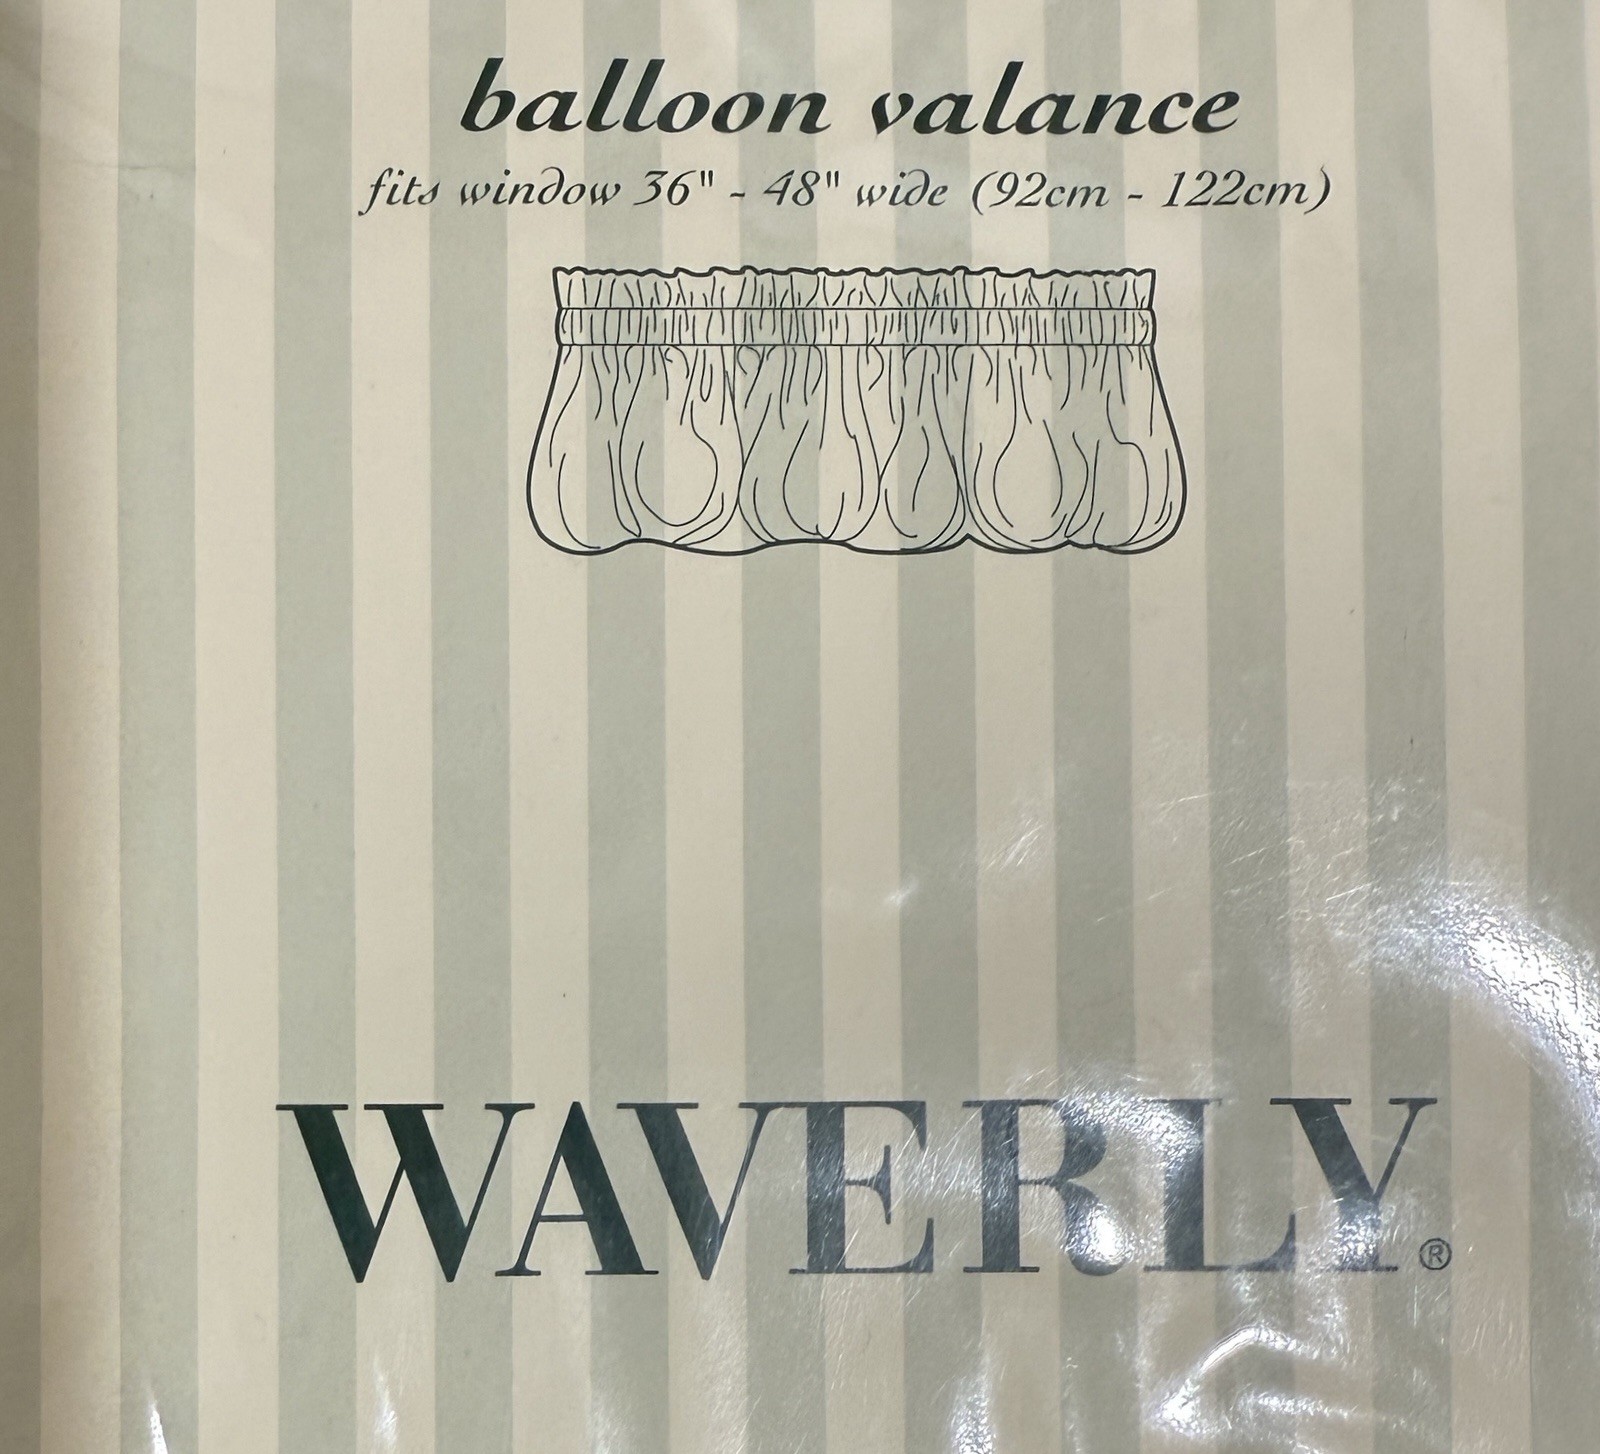 balloon valance
fits window 36" - 48" wide (92cm - 122cm)
WAVERLY®